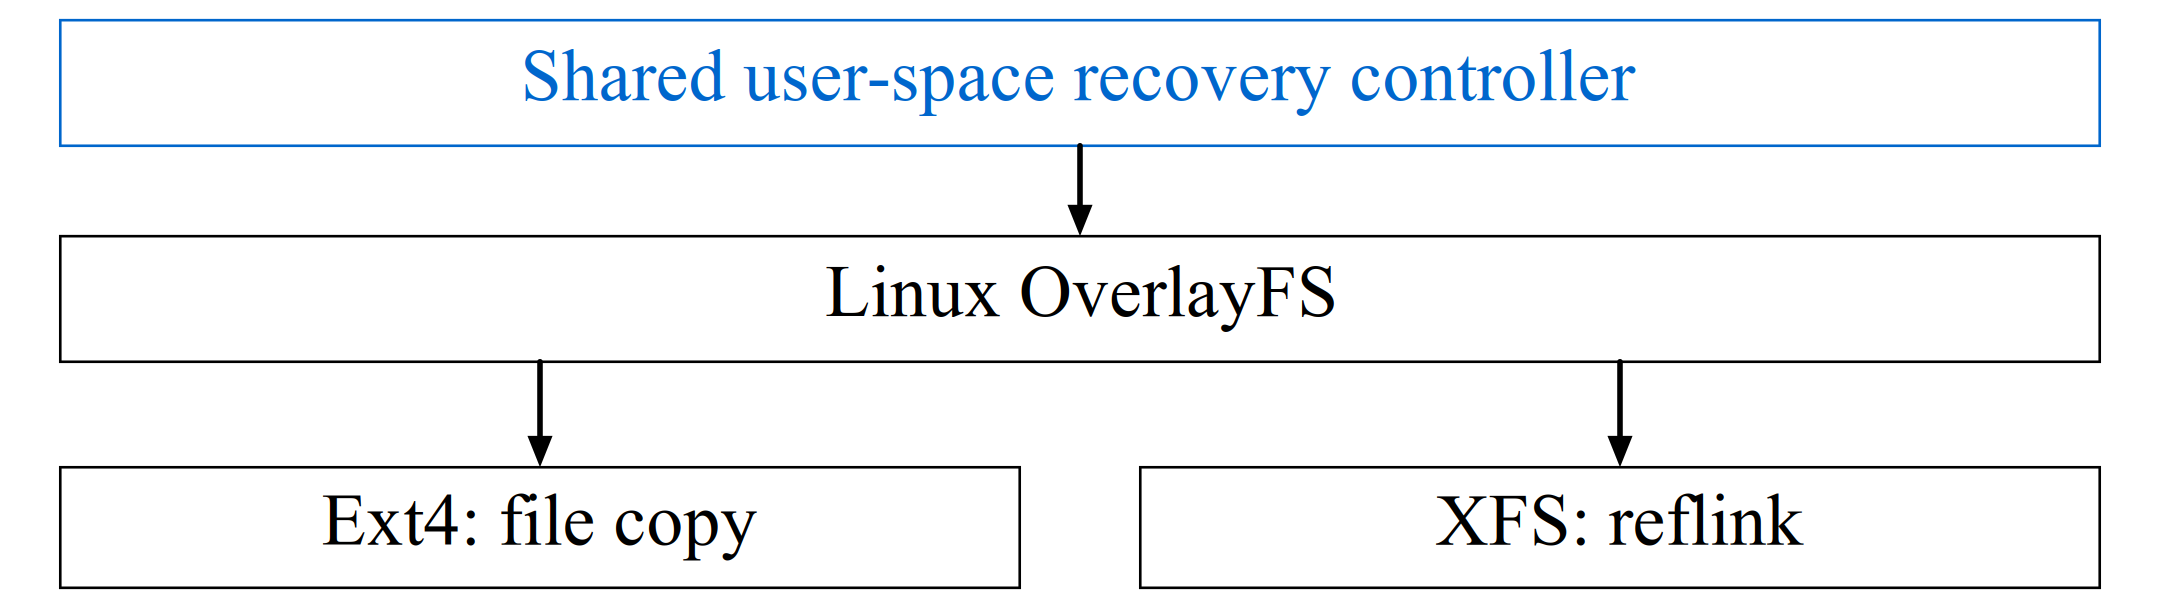 Shared user-space recovery controller
Linux OverlayFS
Ext4: file copy
XFS: reflink